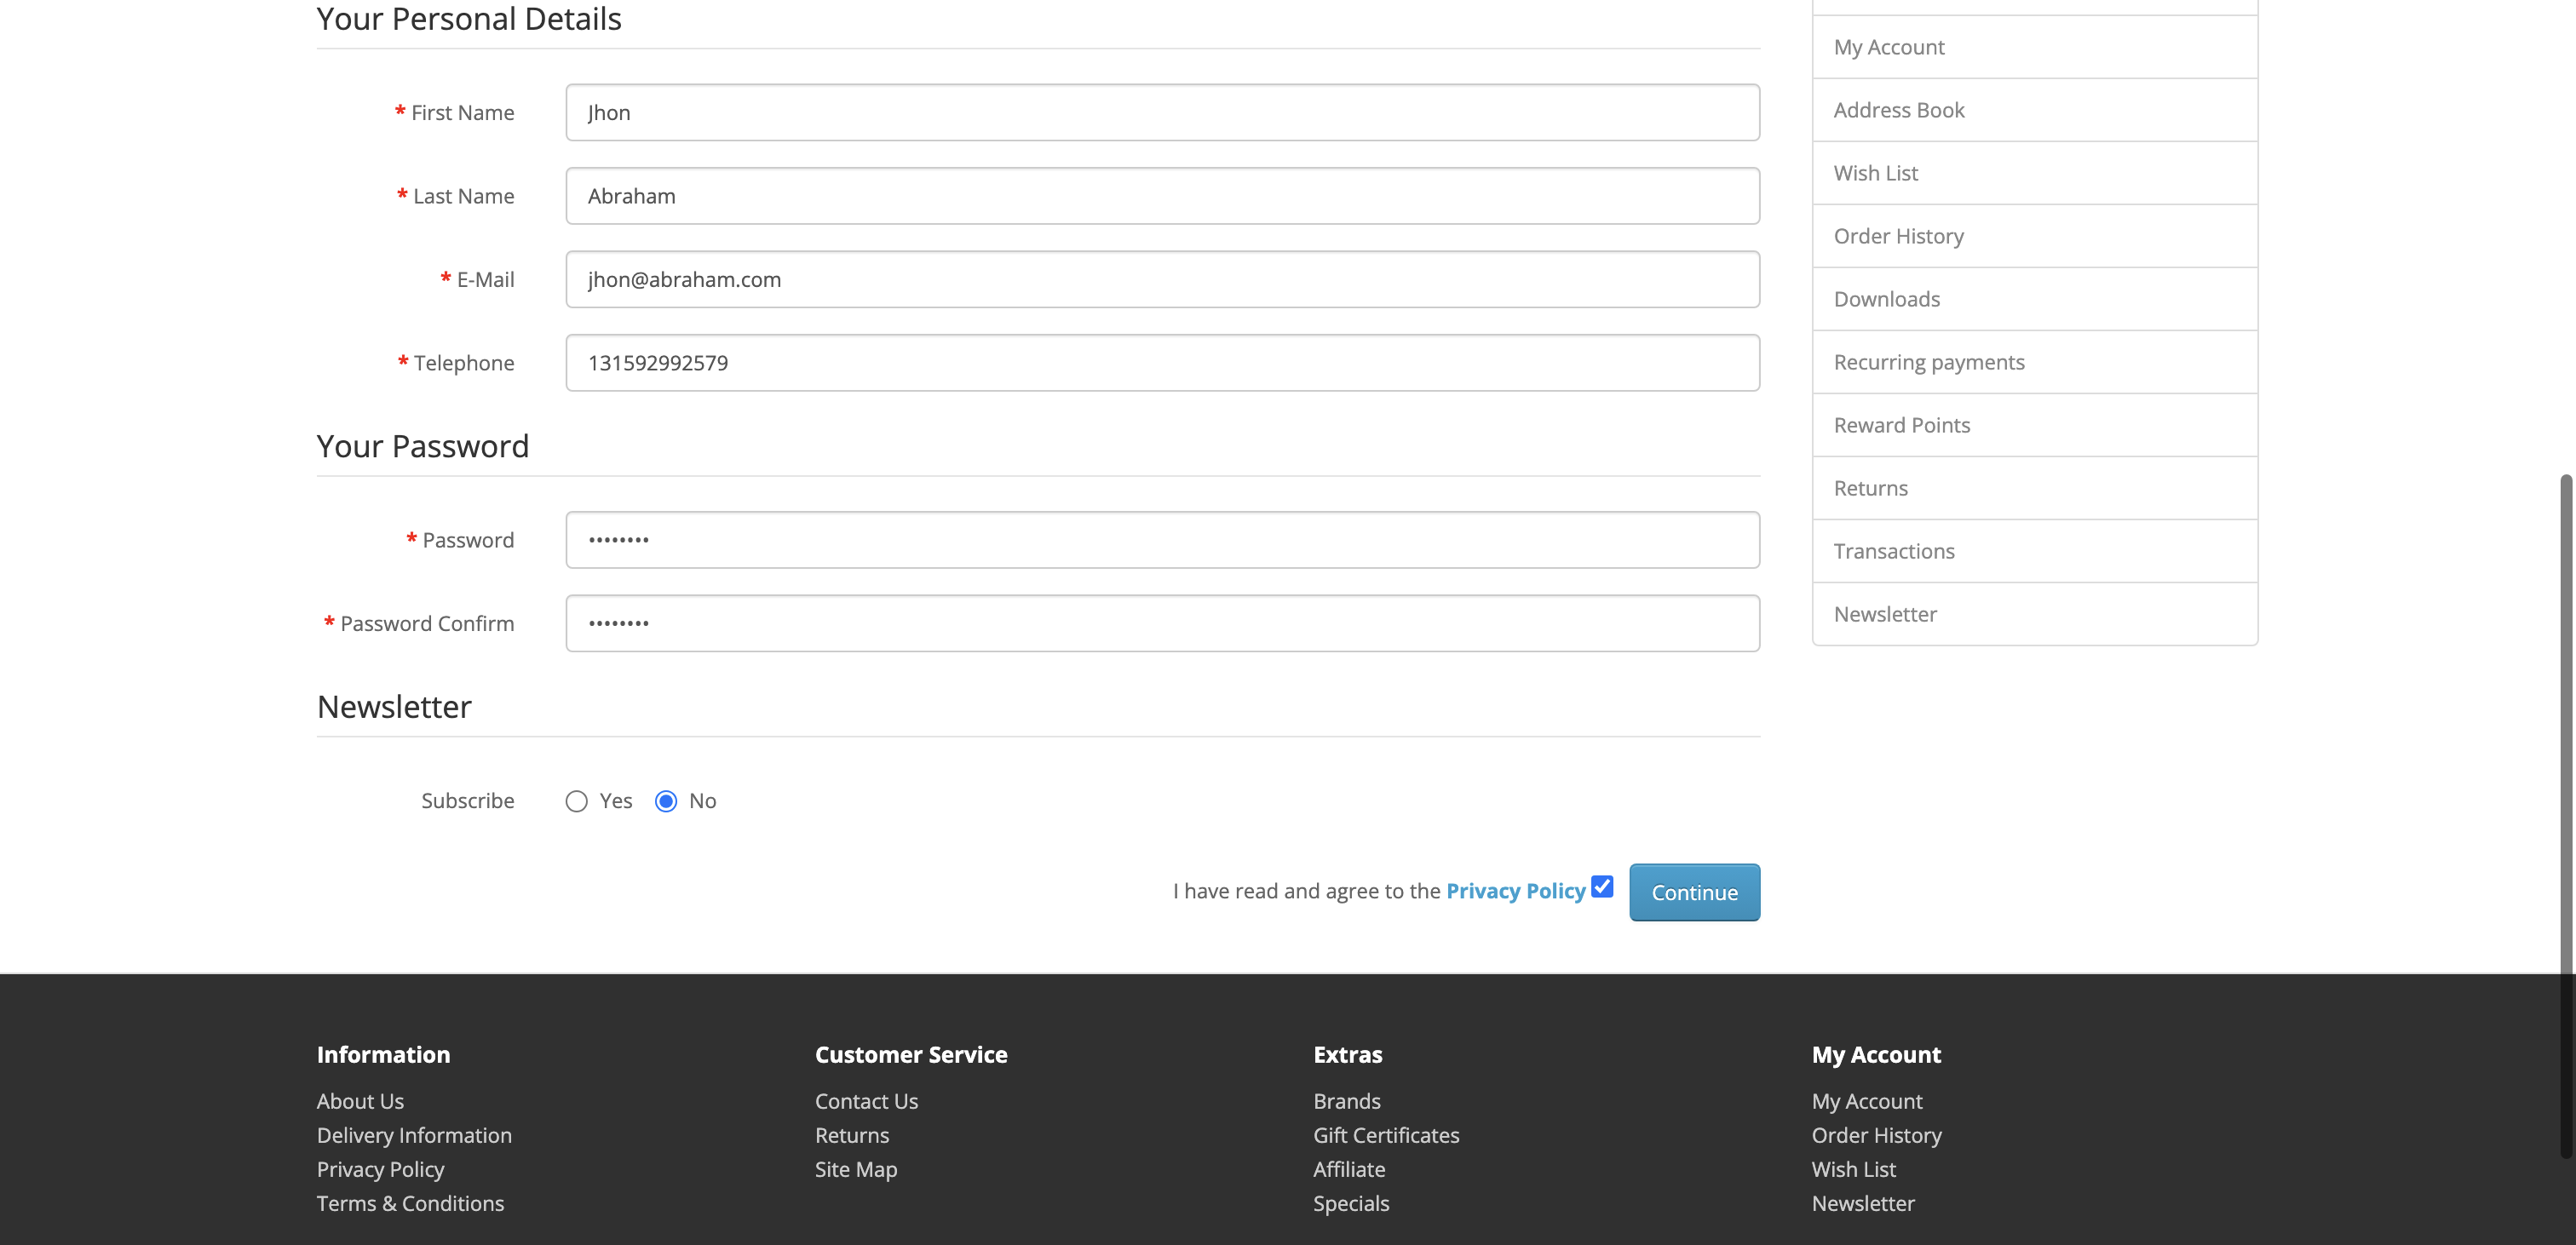 Your Personal Details
* First Name
Jhon
* Last Name
Abraham
* E-Mail
jhon@abraham.com
* Telephone
131592992579
Your Password
* Password
••••••••
* Password Confirm
••••••••
Newsletter
Subscribe Yes No
I have read and agree to the Privacy Policy Continue
My Account
Address Book
Wish List
Order History
Downloads
Recurring payments
Reward Points
Returns
Transactions
Newsletter
Information
About Us
Delivery Information
Privacy Policy
Terms & Conditions
Customer Service
Contact Us
Returns
Site Map
Extras
Brands
Gift Certificates
Affiliate
Specials
My Account
My Account
Order History
Wish List
Newsletter